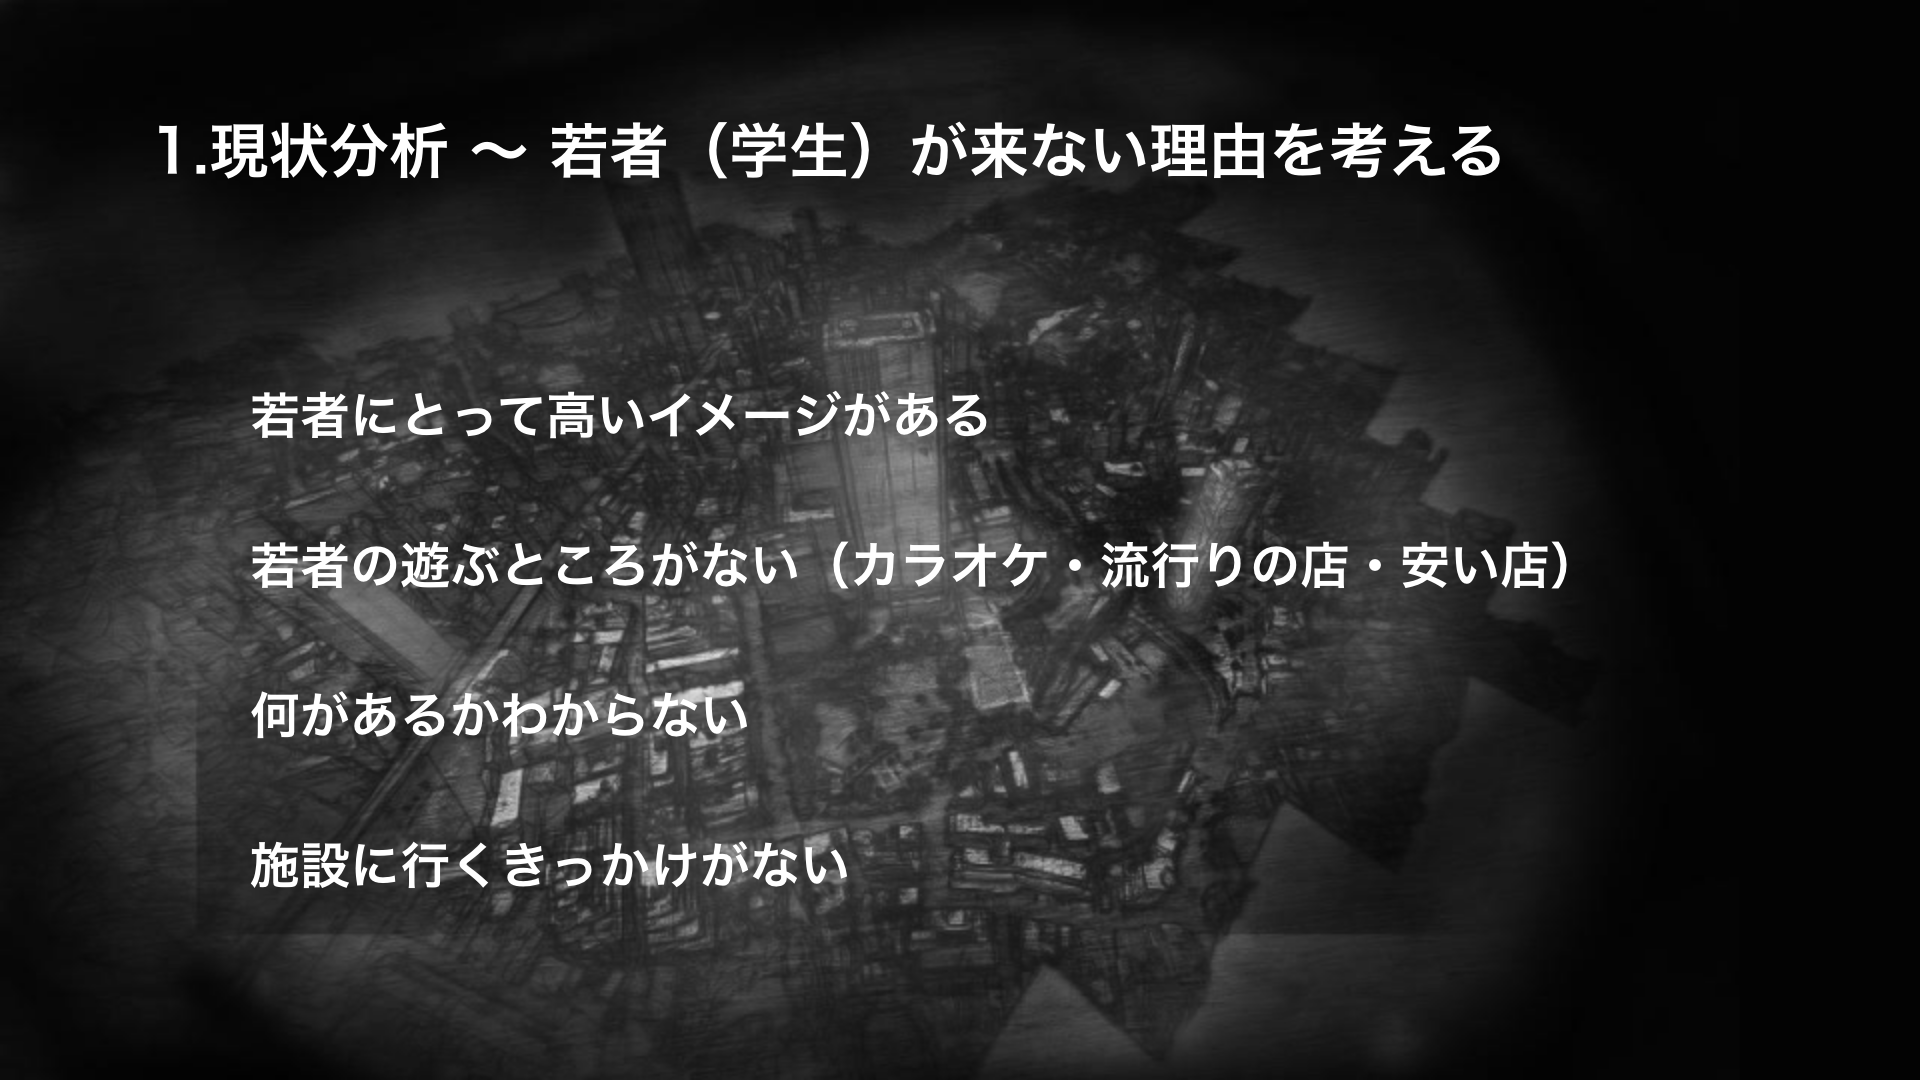 1.現状分析 〜 若者（学生）が来ない理由を考える
若者にとって高いイメージがある
若者の遊ぶところがない（カラオケ・流行りの店・安い店）
何があるかわからない
施設に行くきっかけがない